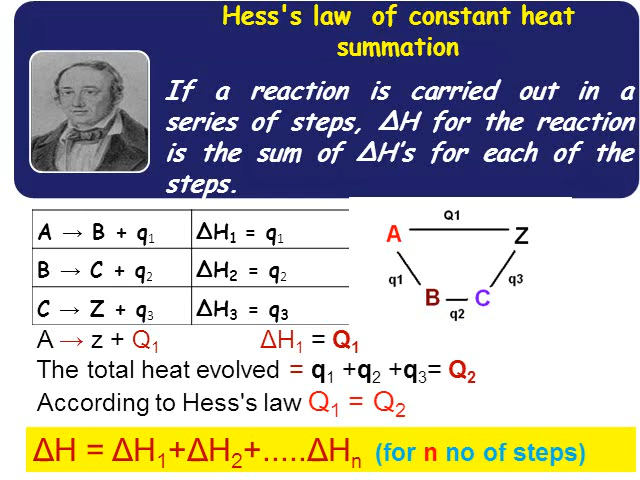 Hess's law of constant heat
summation
If a reaction is carried out in a
series of steps, ΔH for the reaction
is the sum of ΔH's for each of the
steps.
A → B + q₁ ΔH₁ = q₁
B → C + q₂ ΔH₂ = q₂
C → Z + q₃ ΔH₃ = q₃
Q1
A Z
q1 q3
B C
q2
A → z + Q₁ ΔH₁ = Q₁
The total heat evolved = q₁ +q₂ +q₃= Q₂
According to Hess's law Q₁ = Q₂
ΔH = ΔH₁+ΔH₂+.....ΔHₙ (for n no of steps)